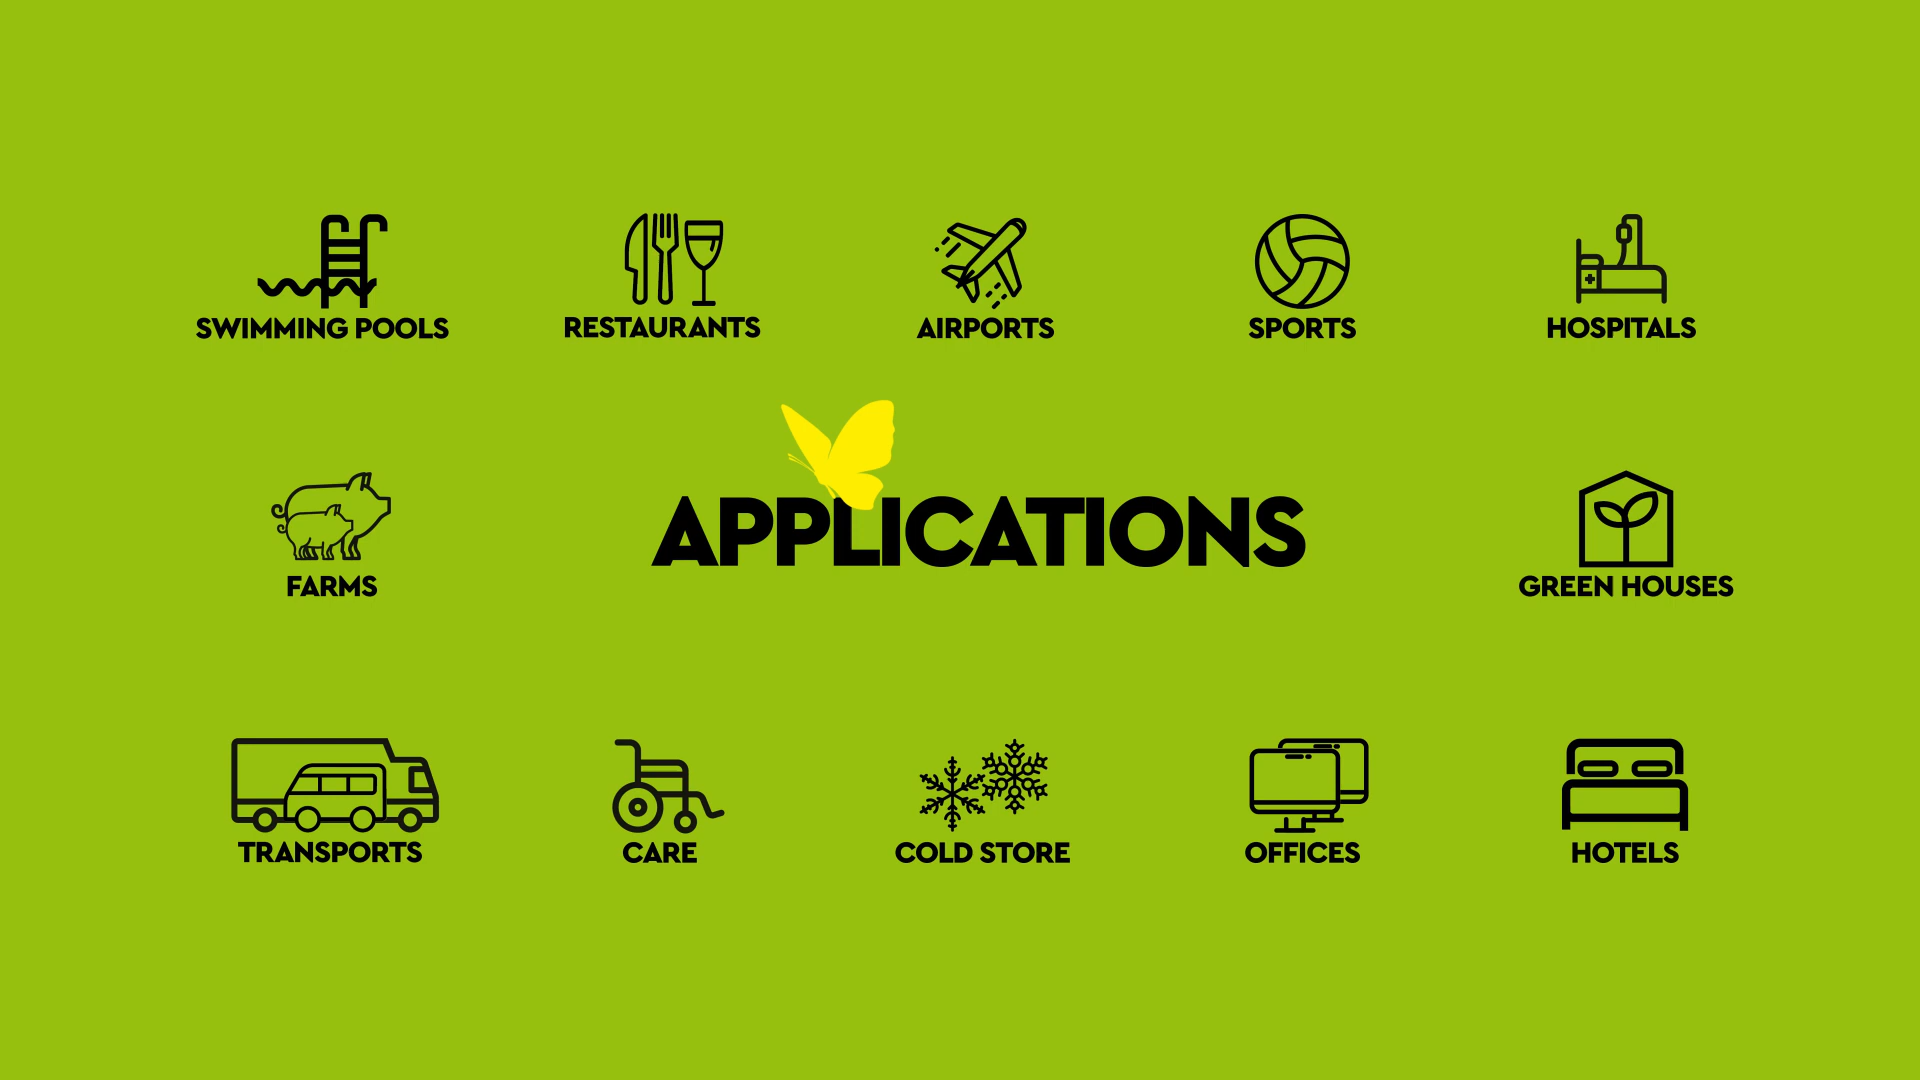 SWIMMING POOLS
RESTAURANTS
AIRPORTS
SPORTS
HOSPITALS
FARMS
APPLICATIONS
GREEN HOUSES
TRANSPORTS
CARE
COLD STORE
OFFICES
HOTELS